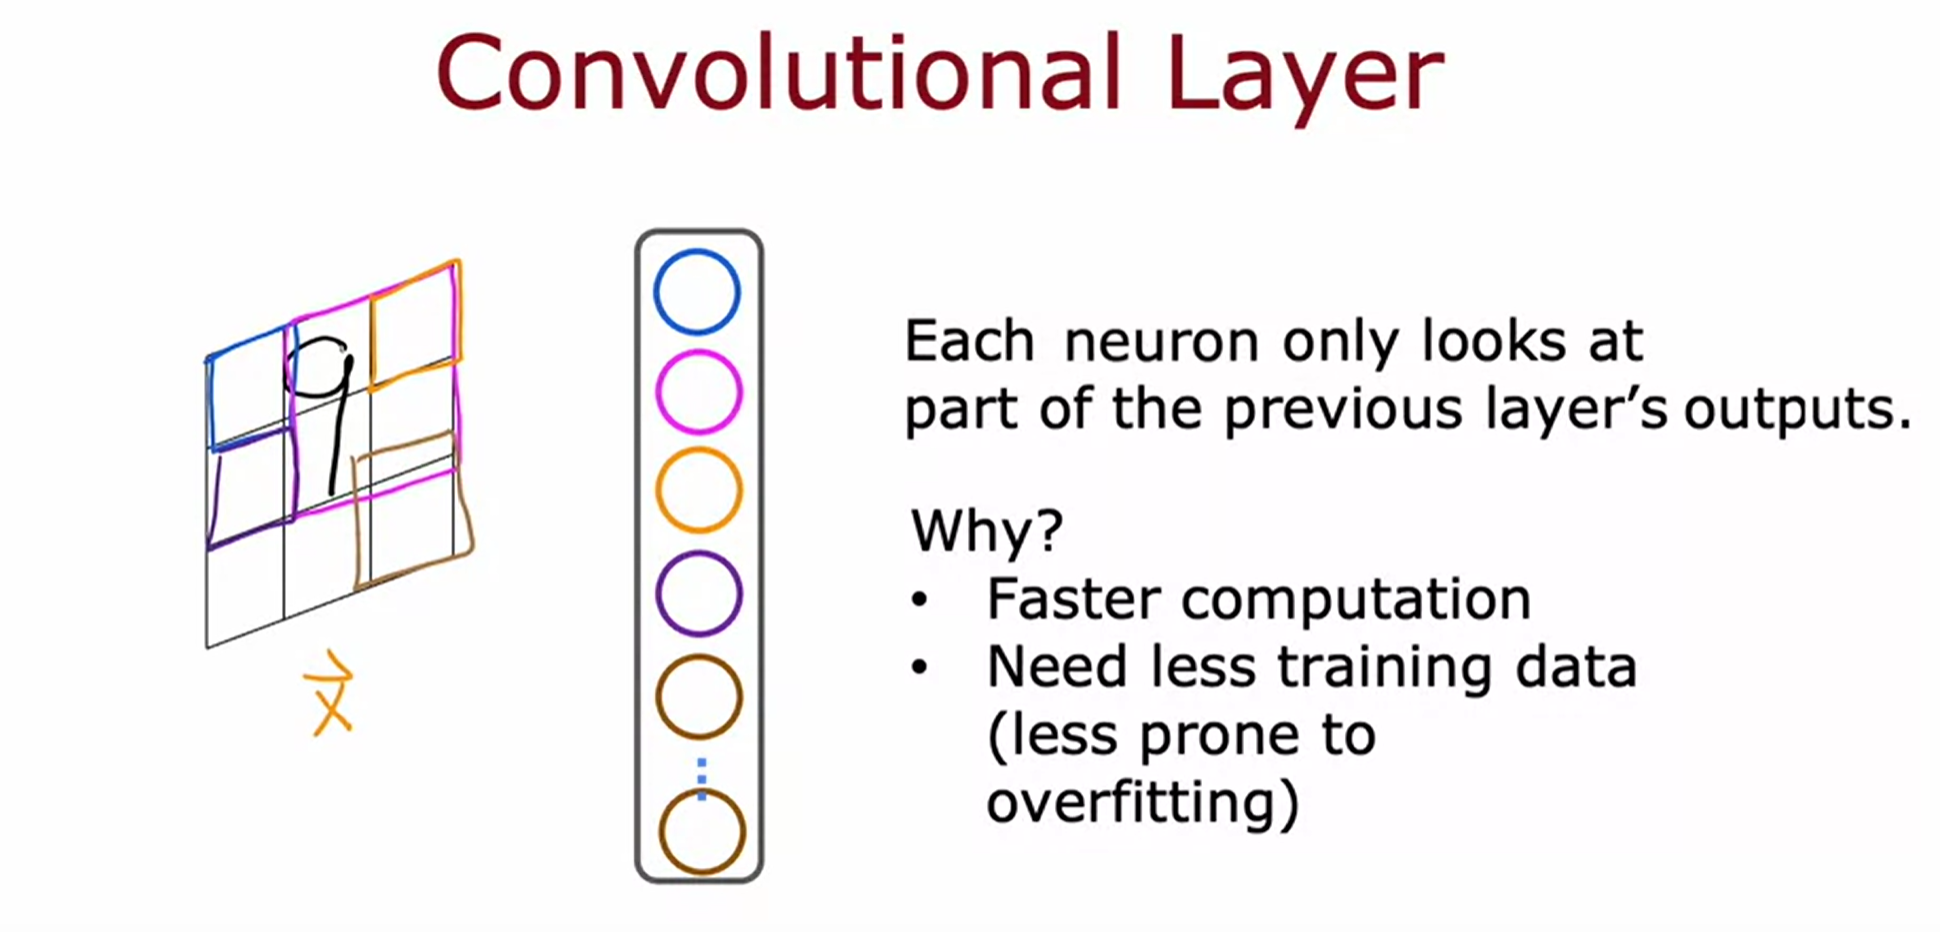 Convolutional Layer
9
Each neuron only looks at
part of the previous layer’s outputs.
Why?
• Faster computation
• Need less training data
(less prone to
overfitting)